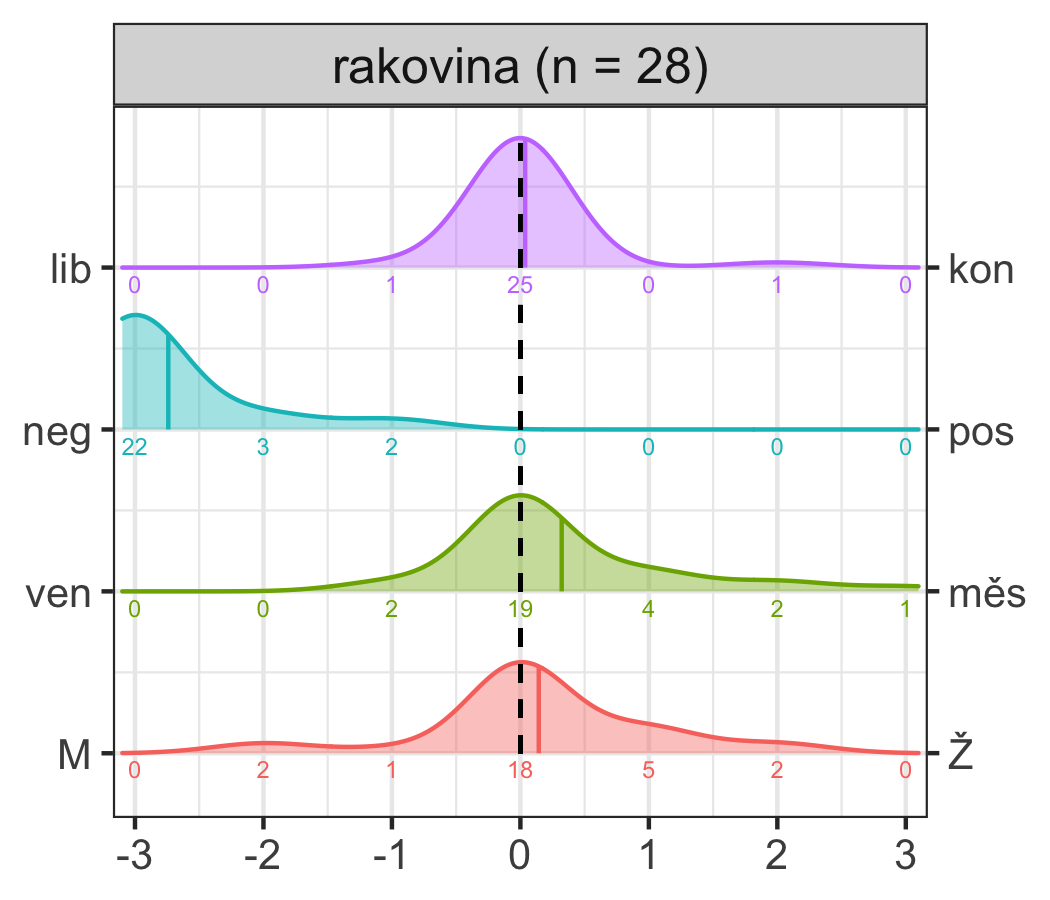 rakovina (n = 28)
lib kon
0 0 1 25 0 1 0
neg pos
22 3 2 0 0 0 0
ven měs
0 0 2 19 4 2 1
M Ž
0 2 1 18 5 2 0
-3 -2 -1 0 1 2 3